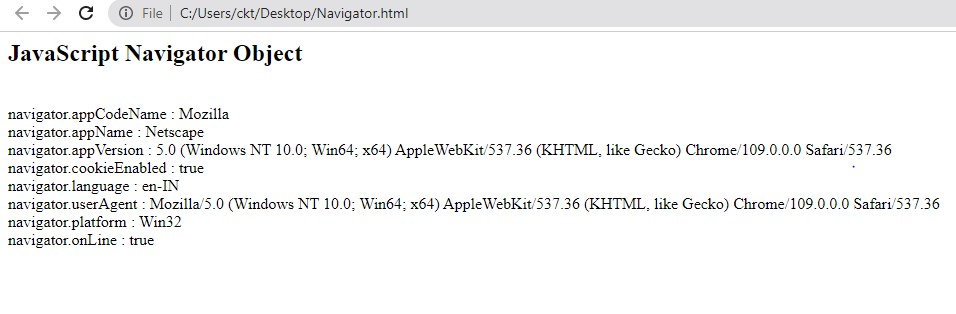 File | C:/Users/ckt/Desktop/Navigator.html
JavaScript Navigator Object
navigator.appCodeName : Mozilla
navigator.appName : Netscape
navigator.appVersion : 5.0 (Windows NT 10.0; Win64; x64) AppleWebKit/537.36 (KHTML, like Gecko) Chrome/109.0.0.0 Safari/537.36
navigator.cookieEnabled : true
navigator.language : en-IN
navigator.userAgent : Mozilla/5.0 (Windows NT 10.0; Win64; x64) AppleWebKit/537.36 (KHTML, like Gecko) Chrome/109.0.0.0 Safari/537.36
navigator.platform : Win32
navigator.onLine : true